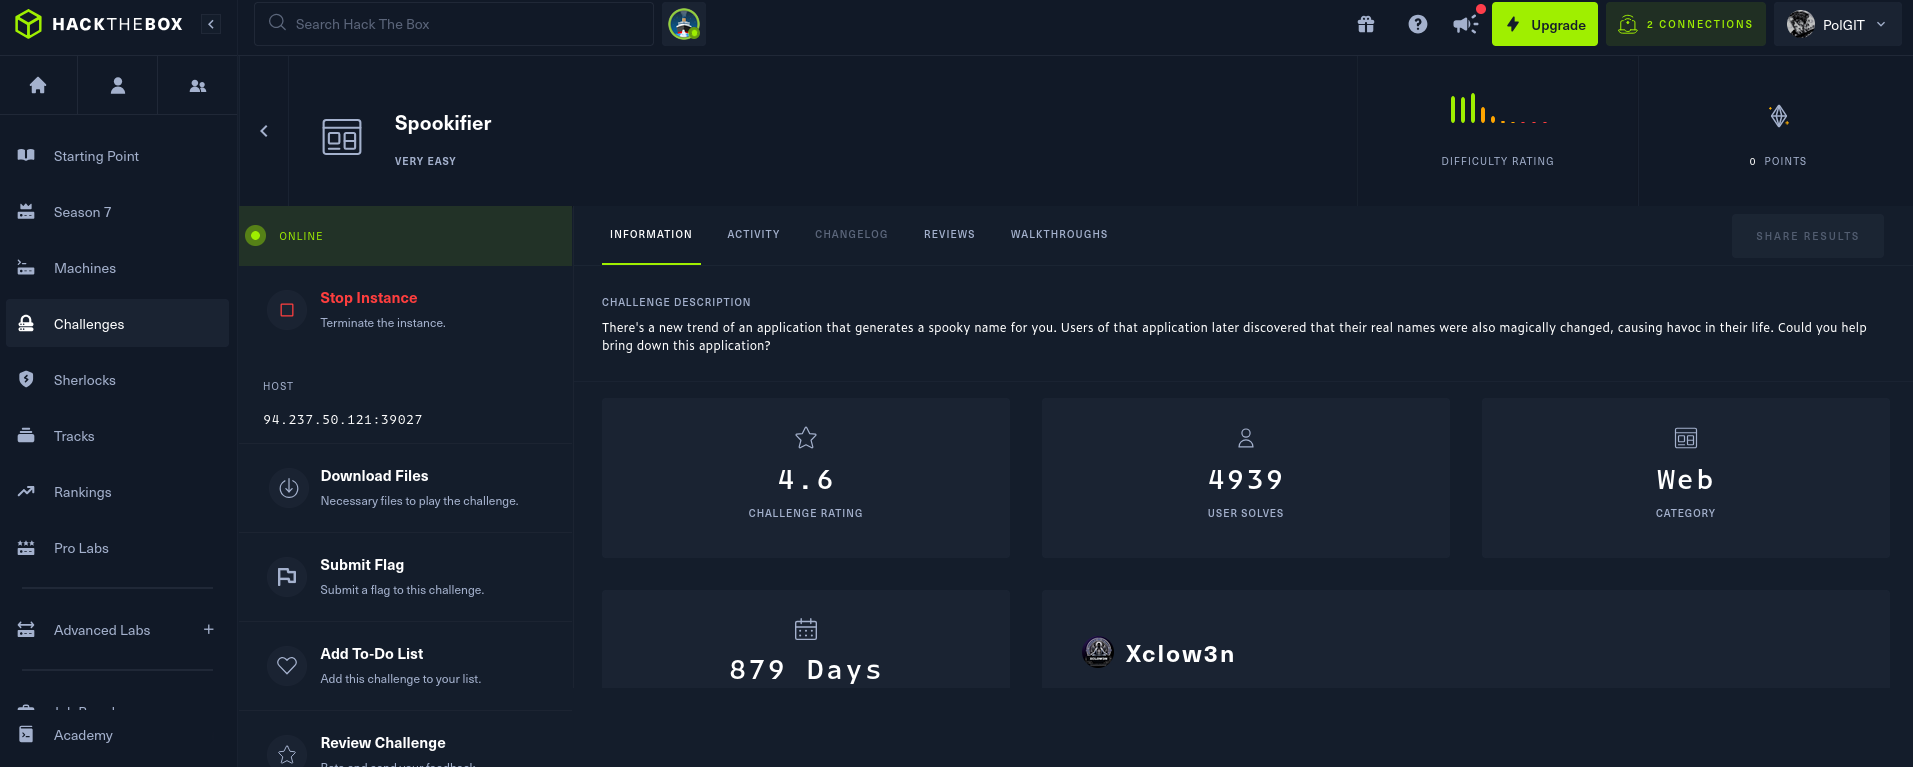 HACKTHEBOX
Search Hack The Box
Upgrade
2 CONNECTIONS
PolGIT
Starting Point
Season 7
Machines
Challenges
Sherlocks
Tracks
Rankings
Pro Labs
Advanced Labs
Academy
Spookifier
VERY EASY
DIFFICULTY RATING
0 POINTS
ONLINE
Stop Instance
Terminate the instance.
HOST
94.237.50.121:39027
Download Files
Necessary files to play the challenge.
Submit Flag
Submit a flag to this challenge.
Add To-Do List
Add this challenge to your list.
Review Challenge
INFORMATION
ACTIVITY
CHANGELOG
REVIEWS
WALKTHROUGHS
SHARE RESULTS
CHALLENGE DESCRIPTION
There's a new trend of an application that generates a spooky name for you. Users of that application later discovered that their real names were also magically changed, causing havoc in their life. Could you help
bring down this application?
4.6
CHALLENGE RATING
4939
USER SOLVES
Web
CATEGORY
879 Days
Xclow3n